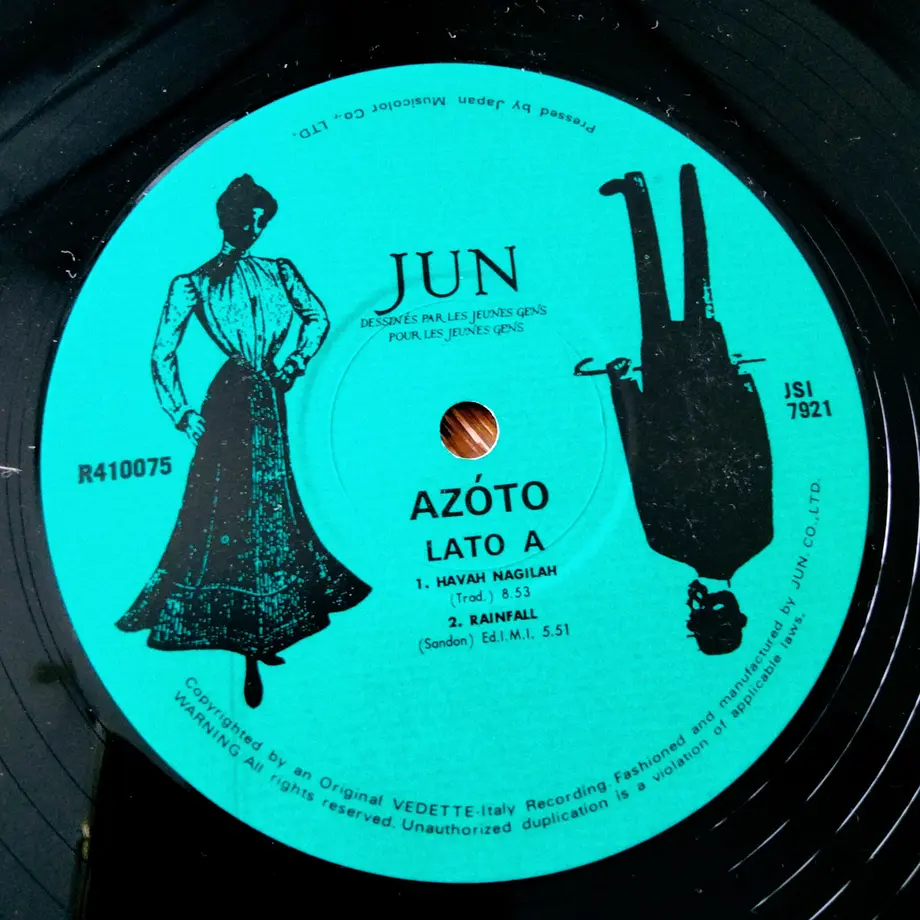 Pressed by Japan Musicolor Co., LTD.
JUN
DESSINÉS PAR LES JEUNES GENS
POUR LES JEUNES GENS
JSI
7921
R410075
AZÓTO
LATO A
1. HAVAH NAGILAH
(Trad.) 8.53
2. RAINFALL
(Sandon) Ed.I.M.I. 5.51
Copyrighted by an Original VEDETTE-Italy Recording. Fashioned and manufactured by JUN. CO.,LTD.
WARNING All rights reserved. Unauthorized duplication is a violation of applicable laws.